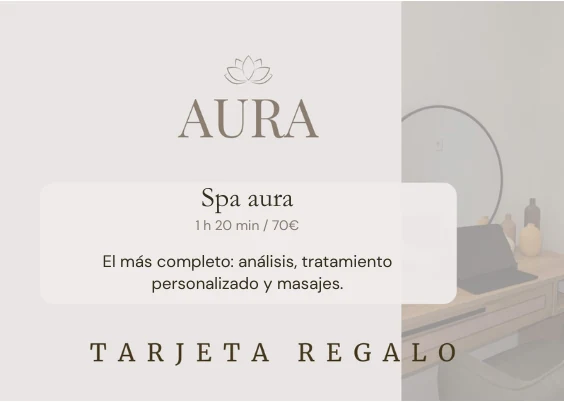 AURA
Spa aura
1 h 20 min / 70€
El más completo: análisis, tratamiento
personalizado y masajes.
TARJETA REGALO